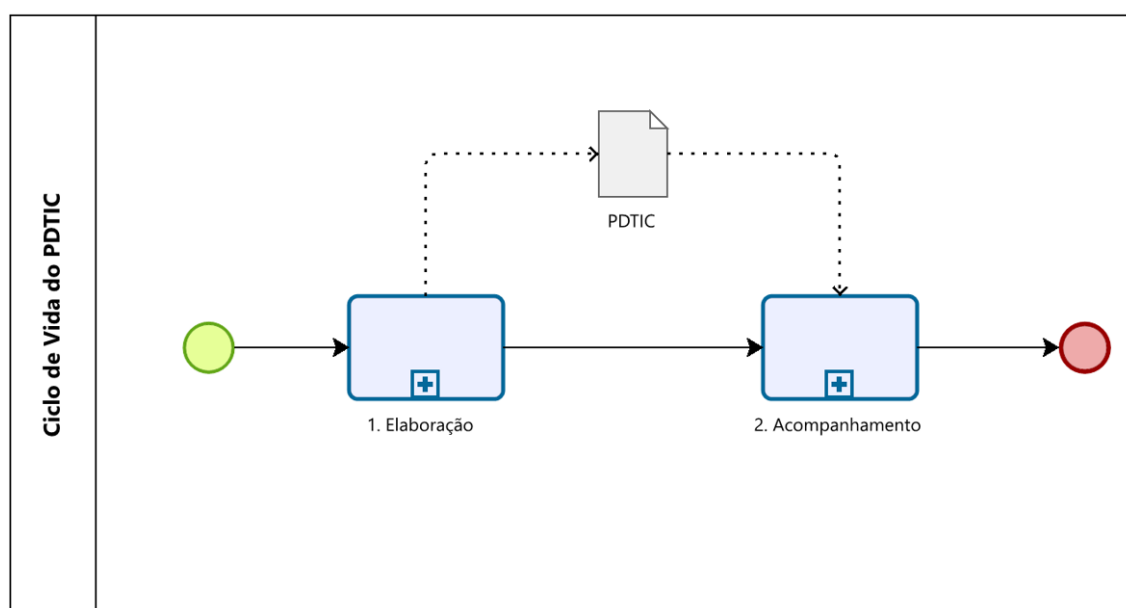 Ciclo de Vida do PDTIC
PDTIC
1. Elaboração
2. Acompanhamento